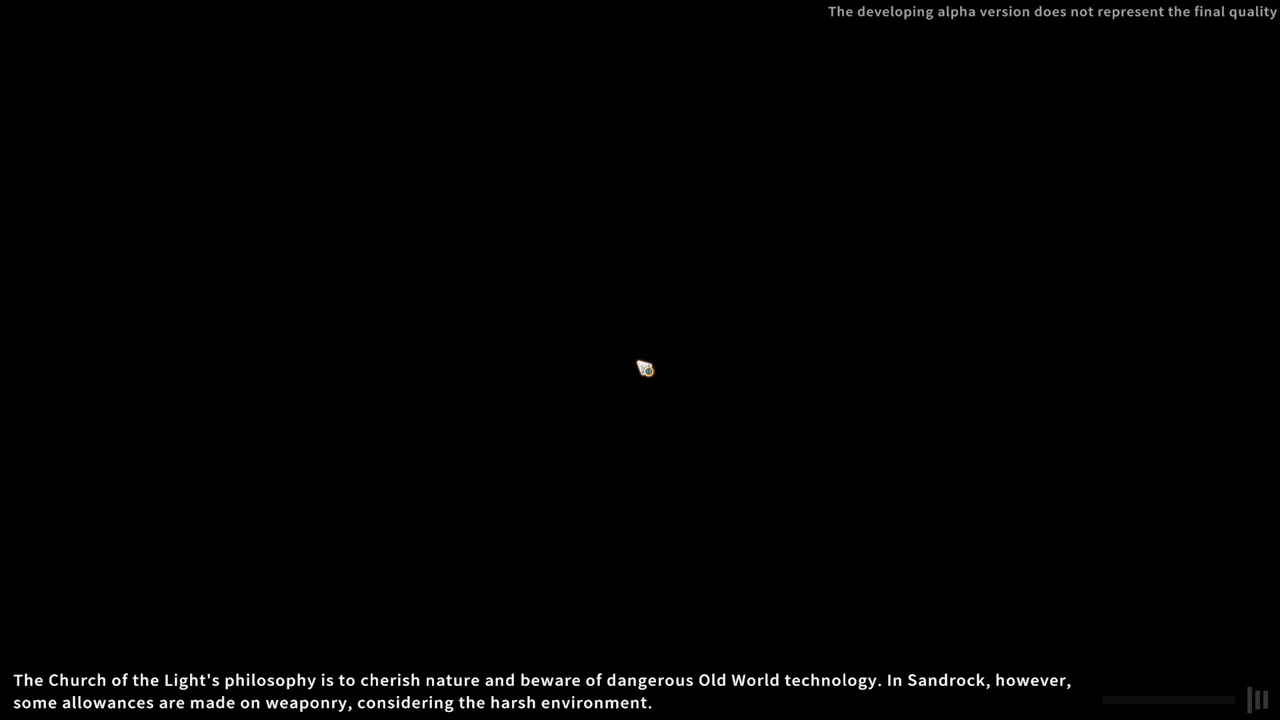 The developing alpha version does not represent the final quality
The Church of the Light's philosophy is to cherish nature and beware of dangerous Old World technology. In Sandrock, however,
some allowances are made on weaponry, considering the harsh environment.